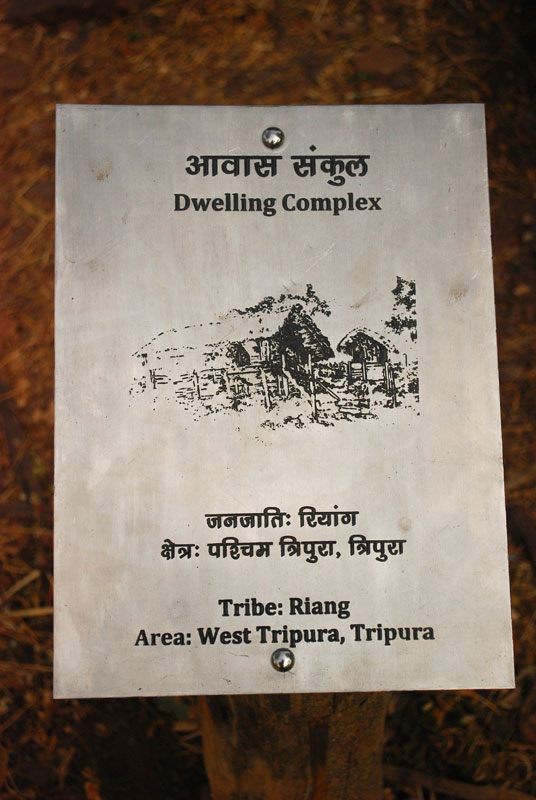 आवास संकुल
Dwelling Complex
जनजातिः रियांग
क्षेत्रः पश्चिम त्रिपुरा, त्रिपुरा
Tribe: Riang
Area: West Tripura, Tripura